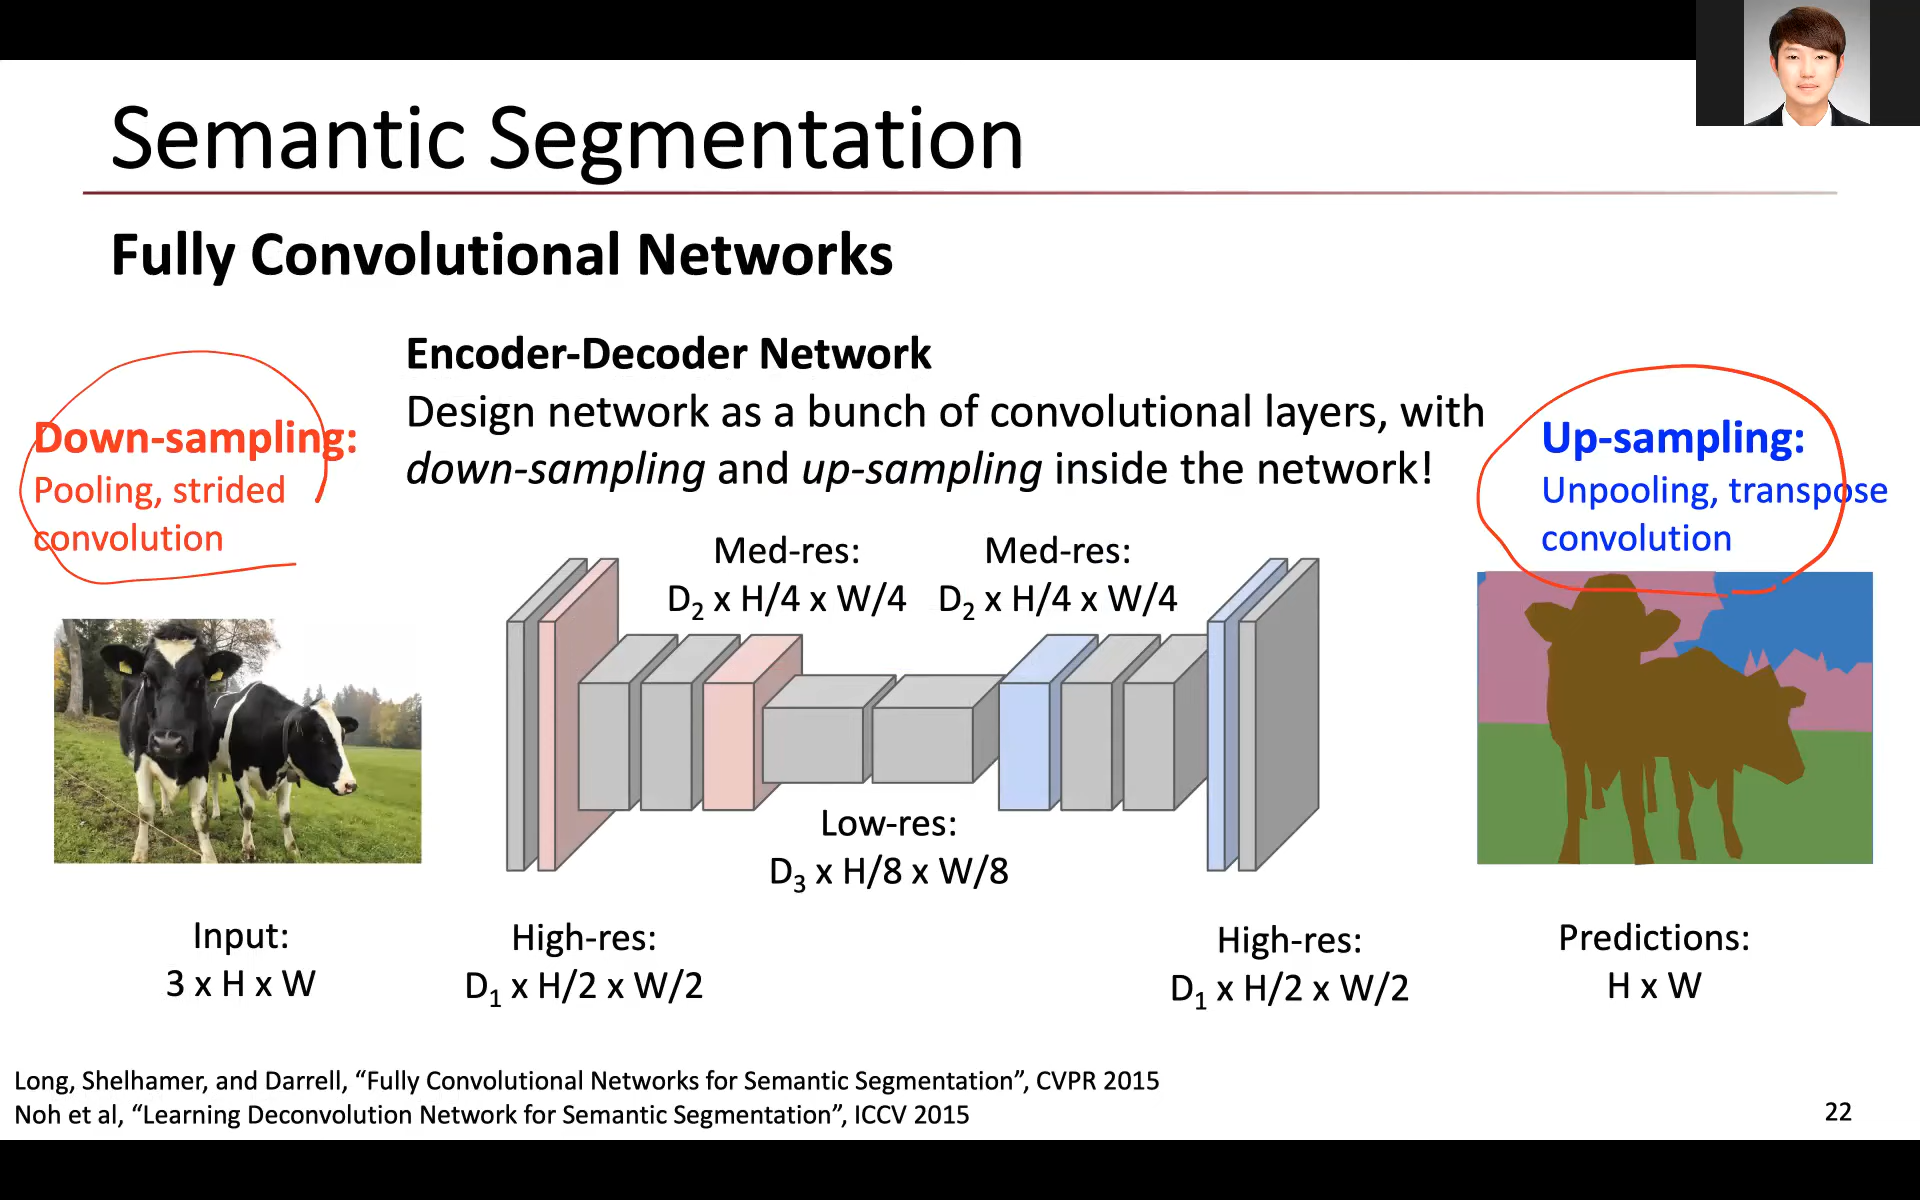 Semantic Segmentation
Fully Convolutional Networks
Encoder-Decoder Network
Design network as a bunch of convolutional layers, with
down-sampling and up-sampling inside the network!
Down-sampling:
Pooling, strided
convolution
Up-sampling:
Unpooling, transpose
convolution
Med-res:
D₂ x H/4 x W/4
Med-res:
D₂ x H/4 x W/4
Low-res:
D₃ x H/8 x W/8
Input:
3 x H x W
High-res:
D₁ x H/2 x W/2
High-res:
D₁ x H/2 x W/2
Predictions:
H x W
Long, Shelhamer, and Darrell, “Fully Convolutional Networks for Semantic Segmentation”, CVPR 2015
Noh et al, “Learning Deconvolution Network for Semantic Segmentation”, ICCV 2015
22